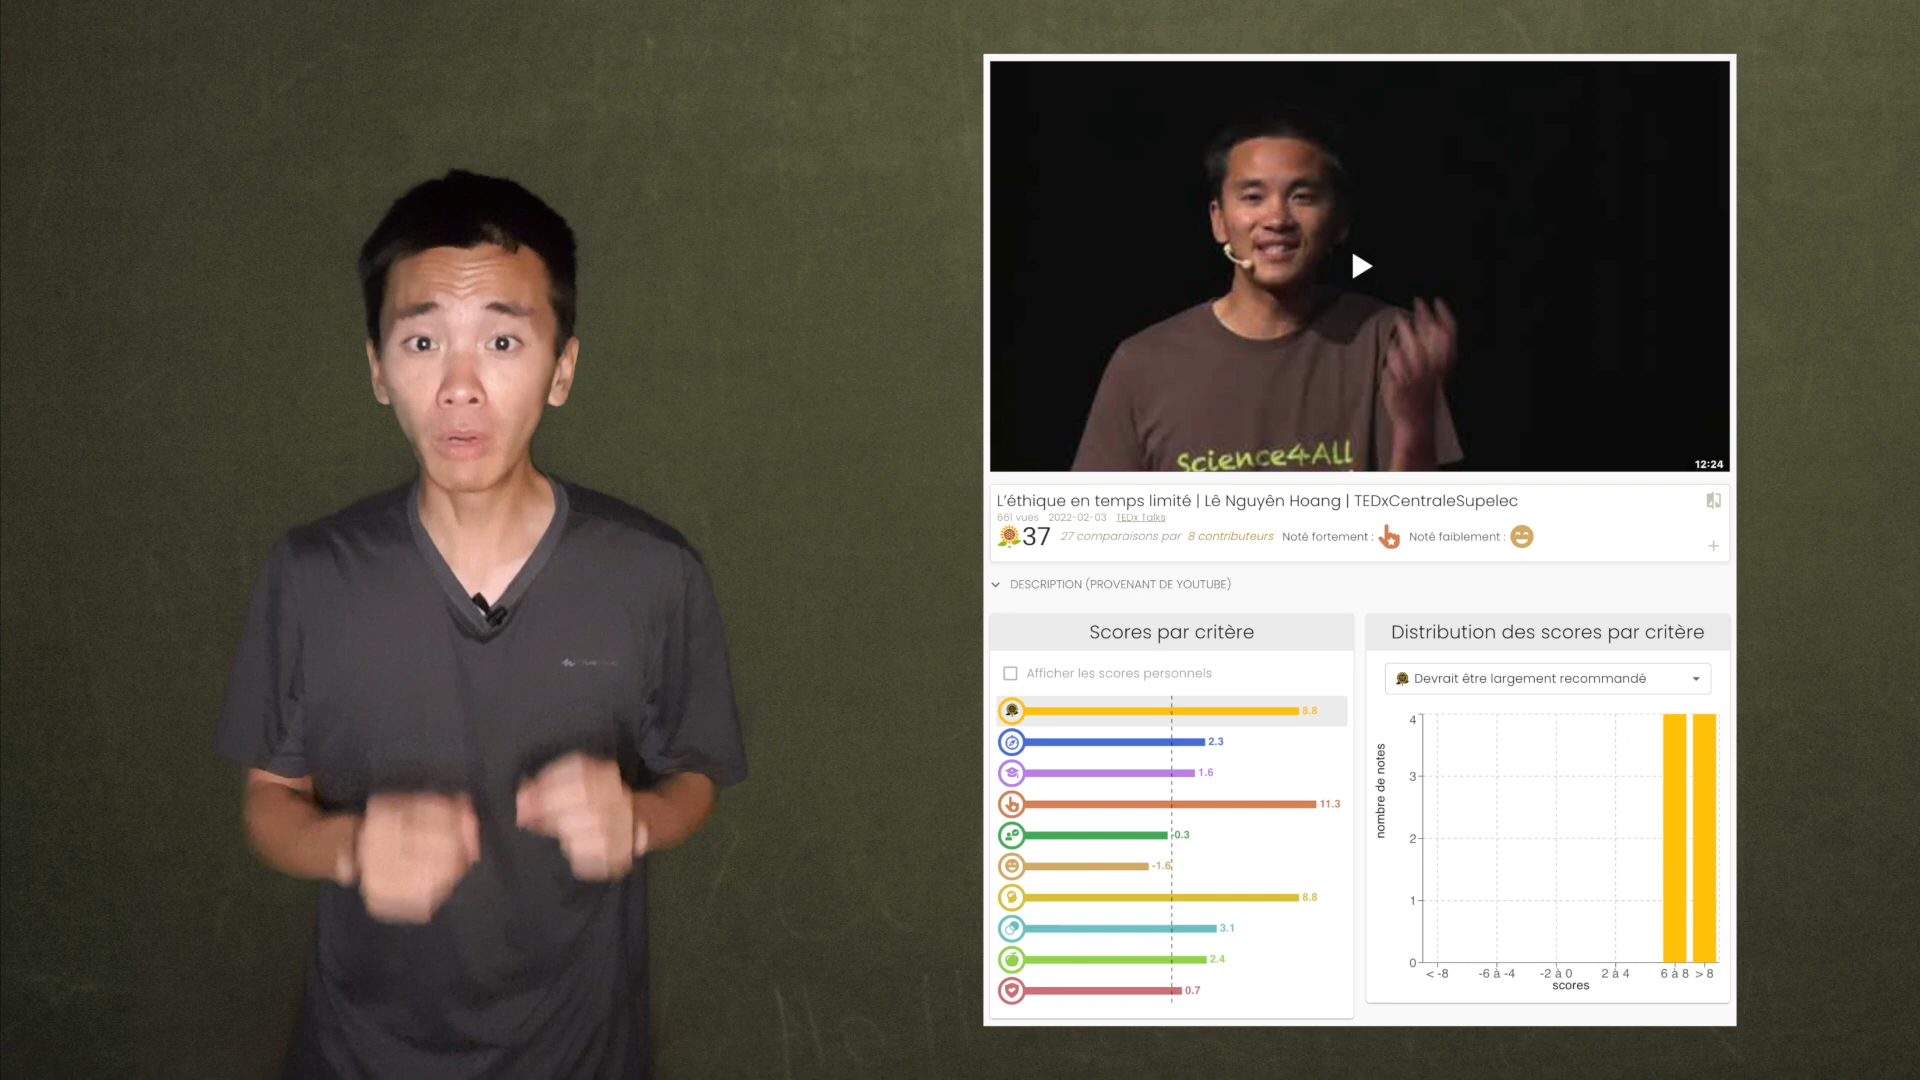 Science4All
12:24
L'éthique en temps limité | Lê Nguyên Hoang | TEDxCentraleSupelec
661 vues 2022-02-03 TEDx Talks
37 27 comparaisons par 8 contributeurs Noté fortement : Noté faiblement :
DESCRIPTION (PROVENANT DE YOUTUBE)
Scores par critère
Afficher les scores personnels
8.8
2.3
1.6
11.3
-0.3
-1.6
8.8
3.1
2.4
0.7
Distribution des scores par critère
Devrait être largement recommandé
nombre de notes
4
3
2
1
0
< -8 -6 à -4 -2 à 0 2 à 4 6 à 8 > 8
scores